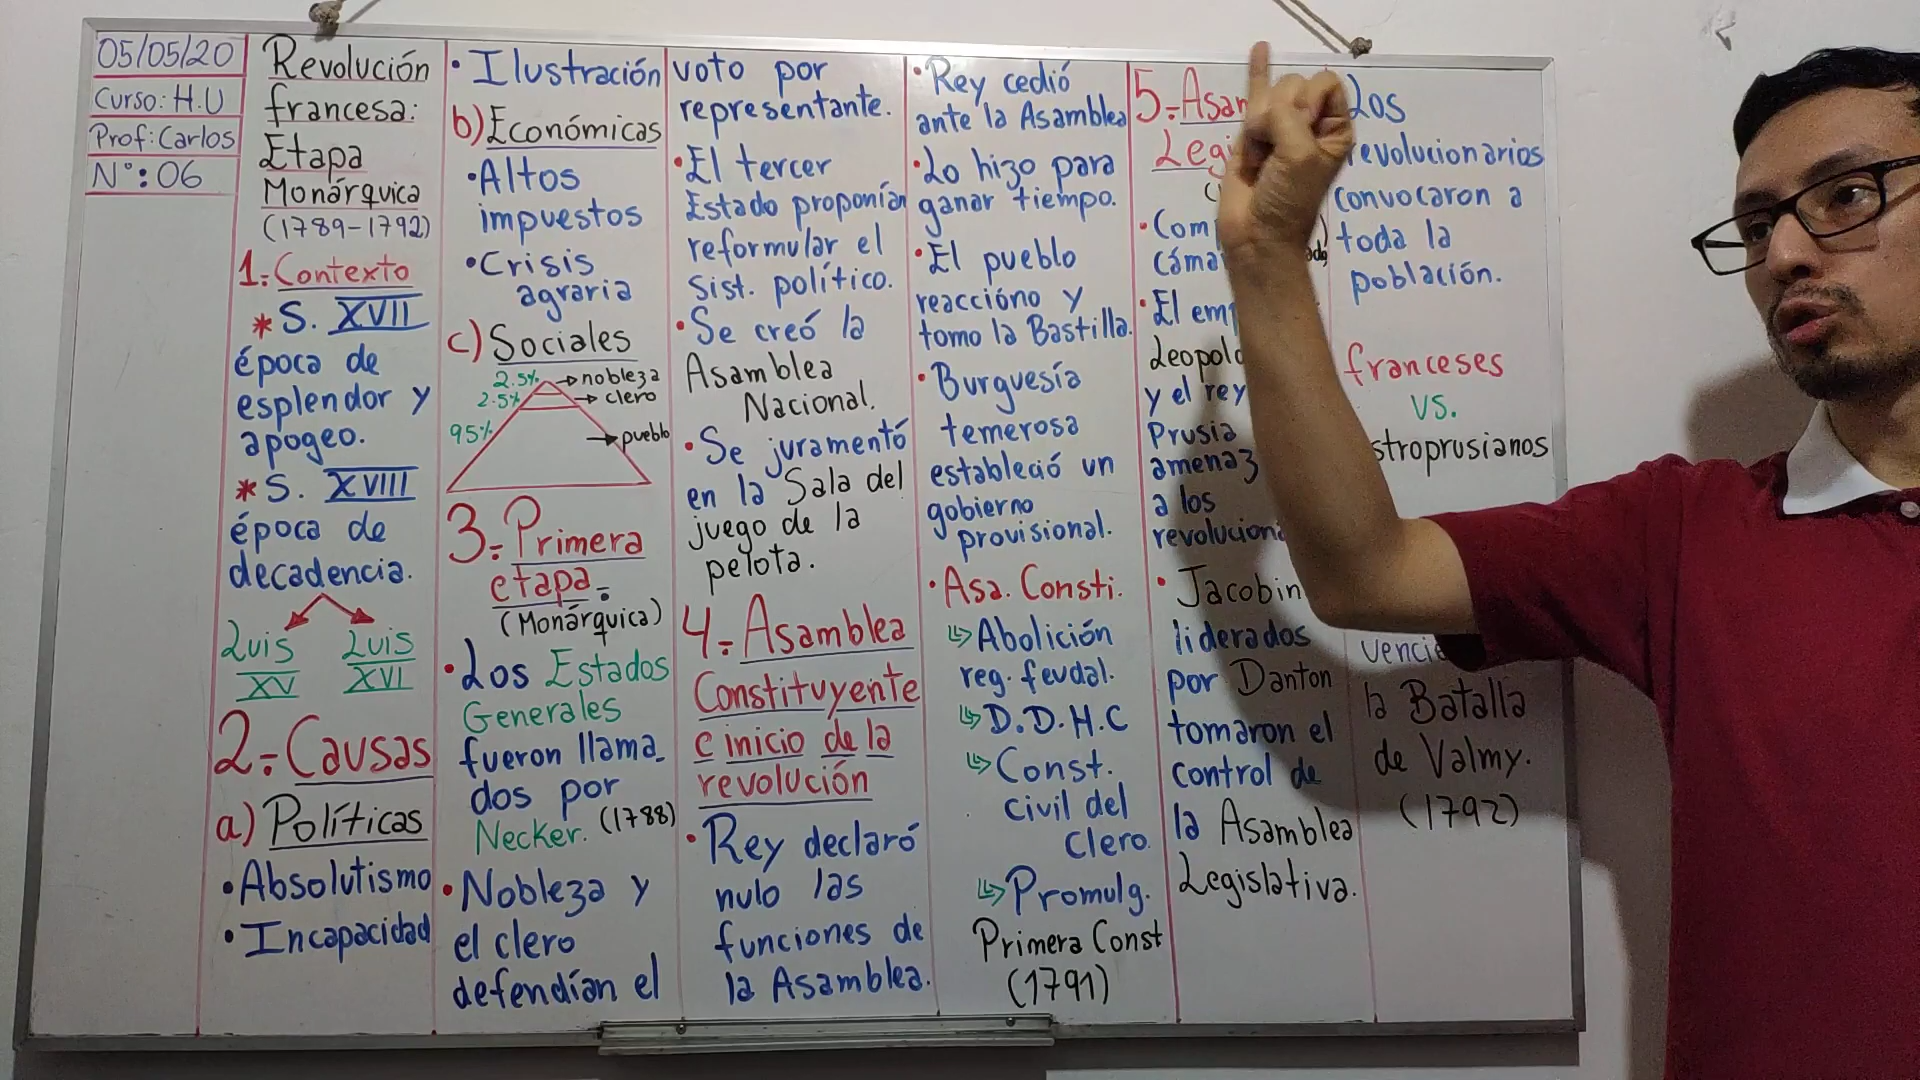 05/05/20
Curso: H.U
Prof: Carlos
N°: 06
Revolución
francesa:
Etapa
Monárquica
(1789-1792)
1.- Contexto
* S. XVII
época de
esplendor y
apogeo.
* S. XVIII
época de
decadencia.
Luis XV
Luis XVI
2.- Causas
a) Políticas
• Absolutismo
• Incapacidad
• Ilustración
b) Económicas
• Altos
impuestos
• Crisis
agraria
c) Sociales
2.5% → nobleza
2.5% → clero
95% → pueblo
3.- Primera
etapa.-
(Monárquica)
• Los Estados
Generales
fueron llama-
dos por
Necker. (1788)
• Nobleza y
el clero
defendían el
voto por
representante.
• El tercer
Estado proponían
reformular el
sist. político.
• Se creó la
Asamblea
Nacional.
• Se juramentó
en la Sala del
juego de la
pelota.
4.- Asamblea
Constituyente
e inicio de la
revolución
• Rey declaró
nulo las
funciones de
la Asamblea.
• Rey cedió
ante la Asamblea
• Lo hizo para
ganar tiempo.
• El pueblo
reacciono y
tomo la Bastilla.
• Burguesía
temerosa
estableció un
gobierno
provisional.
• Asa. Consti.
↳ Abolición
reg. feudal.
↳ D.D.H.C
↳ Const.
civil del
clero.
↳ Promulg.
Primera Const
(1791)
5.-
• El
y el rey
Prusia
a los
•
liderados
por Danton
tomaron el
control de
la Asamblea
Legislativa.
Los
revolucionarios
convocaron a
toda la
población.
franceses
vs.
la Batalla
de Valmy.
(1792)